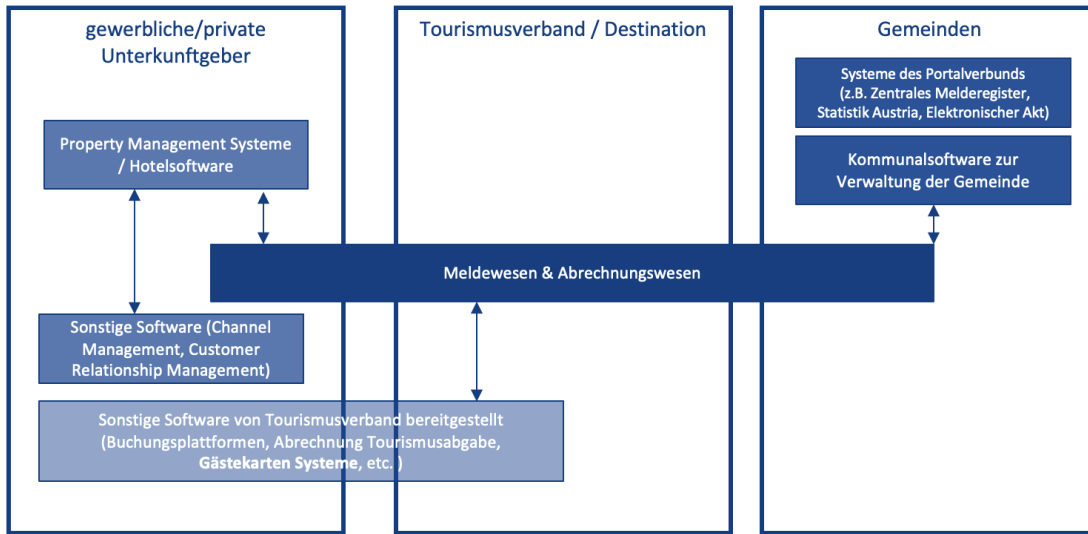 gewerbliche/private
Unterkunftgeber
Property Management Systeme
/ Hotelsoftware
Sonstige Software (Channel
Management, Customer
Relationship Management)
Sonstige Software von Tourismusverband bereitgestellt
(Buchungsplattformen, Abrechnung Tourismusabgabe,
Gästekarten Systeme, etc. )
Tourismusverband / Destination
Meldewesen & Abrechnungswesen
Gemeinden
Systeme des Portalverbunds
(z.B. Zentrales Melderegister,
Statistik Austria, Elektronischer Akt)
Kommunalsoftware zur
Verwaltung der Gemeinde